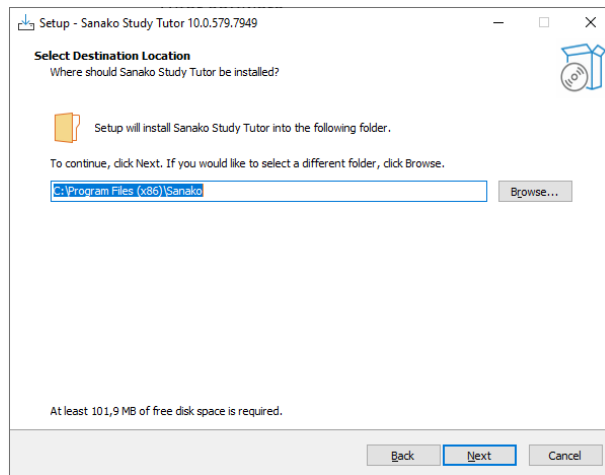 Setup - Sanako Study Tutor 10.0.579.7949
Select Destination Location
Where should Sanako Study Tutor be installed?
Setup will install Sanako Study Tutor into the following folder.
To continue, click Next. If you would like to select a different folder, click Browse.
C:\Program Files (x86)\Sanako
Browse...
At least 101,9 MB of free disk space is required.
Back Next Cancel